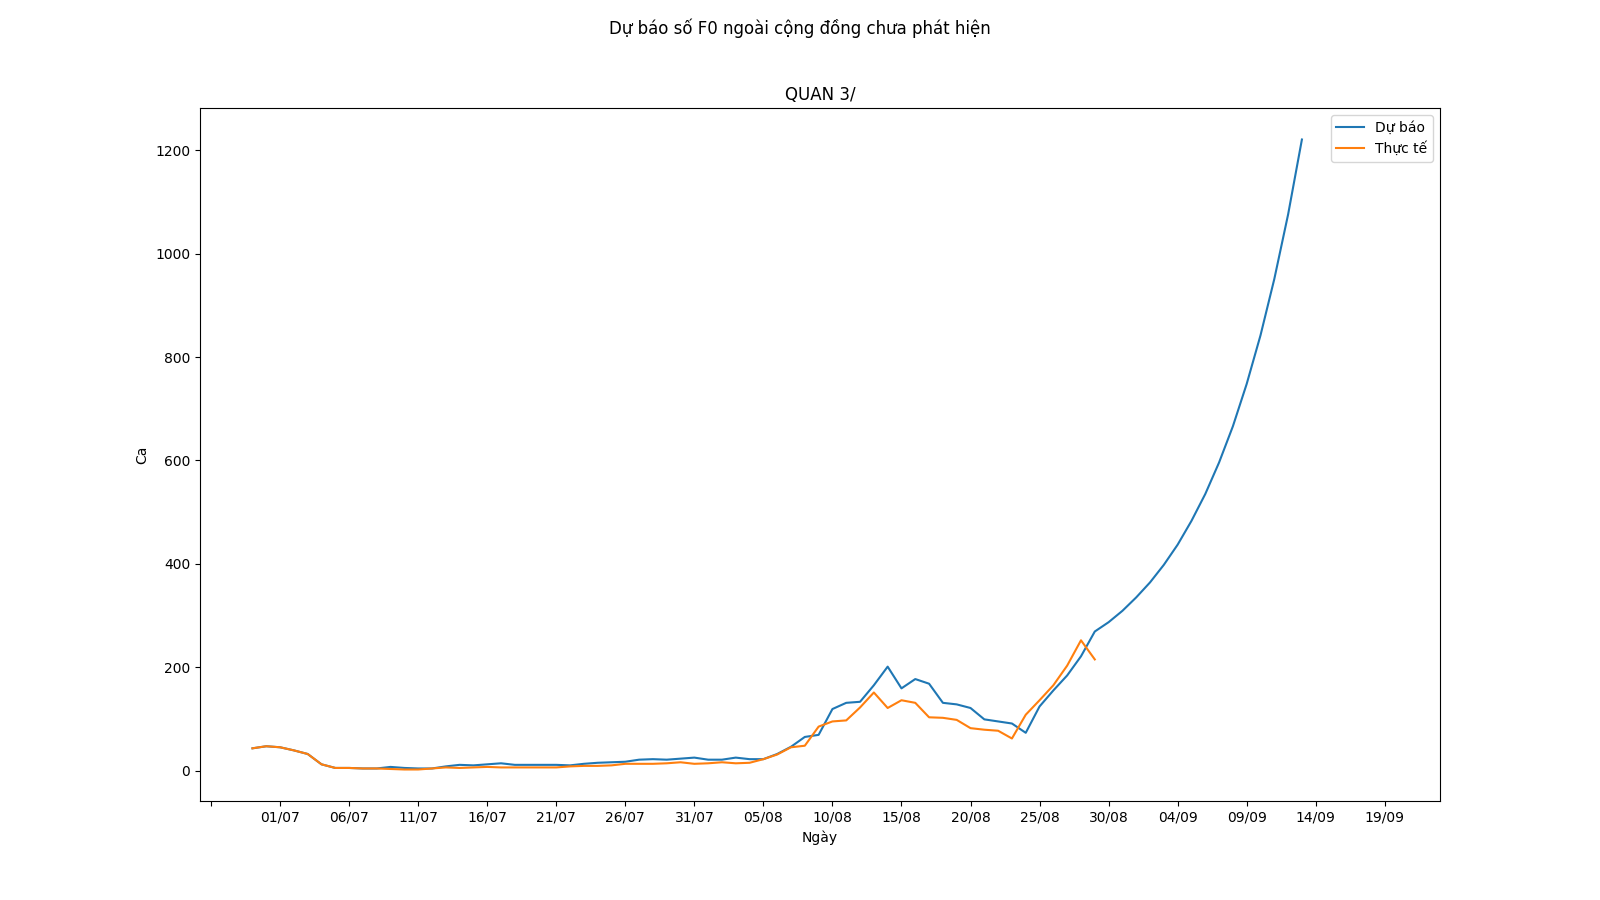 Dự báo số F0 ngoài cộng đồng chưa phát hiện
QUAN 3/
Dự báo
Thực tế
1200
1000
800
600
400
200
0
Ca
01/07 06/07 11/07 16/07 21/07 26/07 31/07 05/08 10/08 15/08 20/08 25/08 30/08 04/09 09/09 14/09 19/09
Ngày